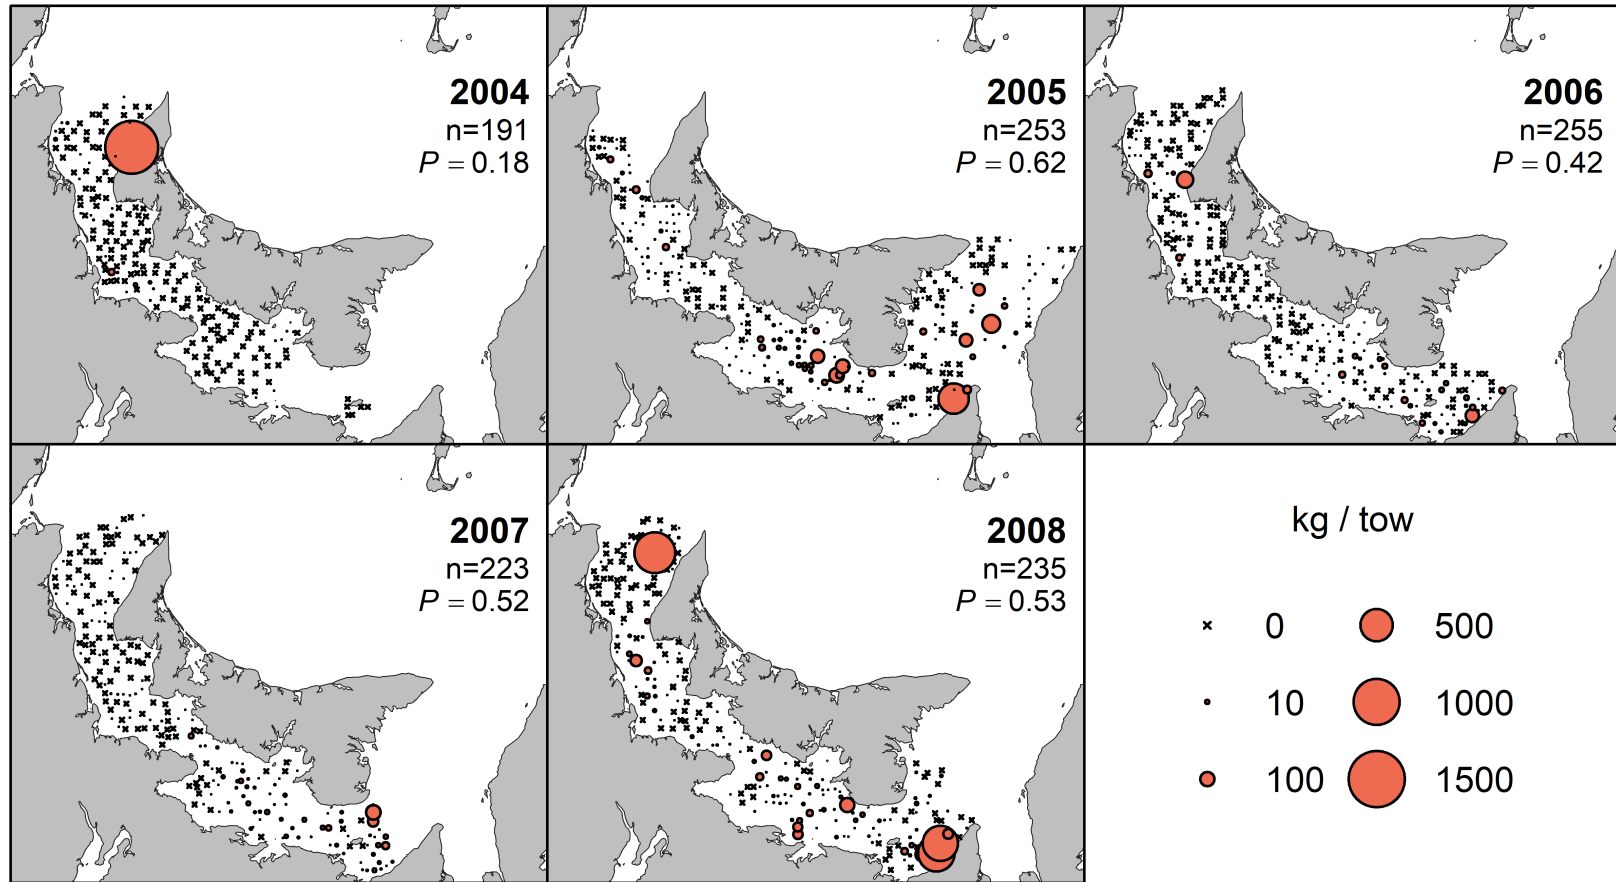 2004
n=191
P = 0.18
2005
n=253
P = 0.62
2006
n=255
P = 0.42
2007
n=223
P = 0.52
2008
n=235
P = 0.53
kg / tow
0 500
10 1000
100 1500